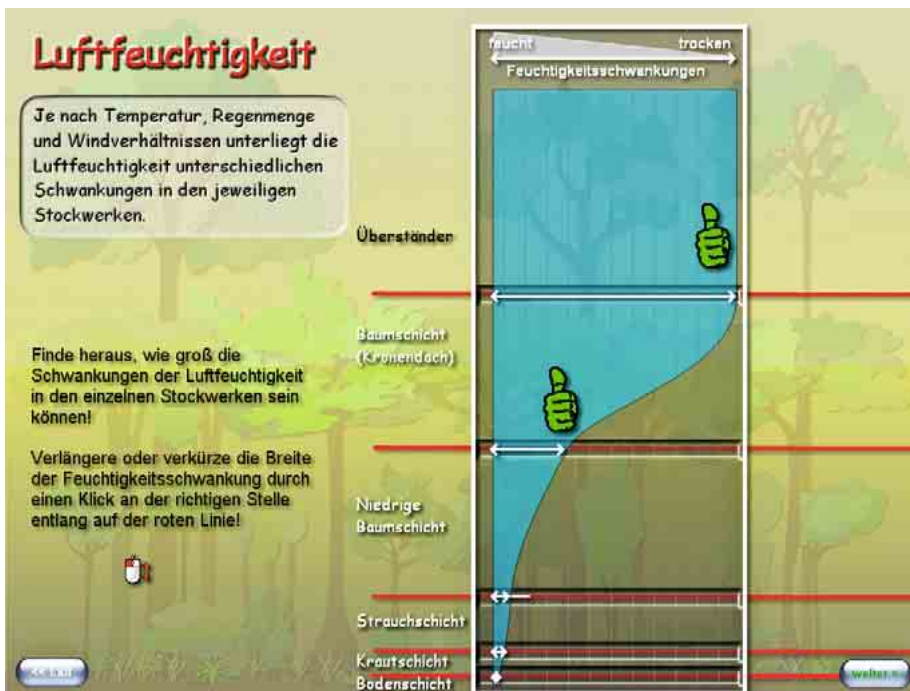 Luftfeuchtigkeit
Je nach Temperatur, Regenmenge
und Windverhältnissen unterliegt die
Luftfeuchtigkeit unterschiedlichen
Schwankungen in den jeweiligen
Stockwerken.
Finde heraus, wie groß die
Schwankungen der Luftfeuchtigkeit
in den einzelnen Stockwerken sein
können!
Verlängere oder verkürze die Breite
der Feuchtigkeitsschwankung durch
einen Klick an der richtigen Stelle
entlang auf der roten Linie!
feucht trocken
Feuchtigkeitsschwankungen
Überständer
Baumschicht
(Kronendach)
Niedrige
Baumschicht
Strauchschicht
Krautschicht
Bodenschicht
weiter >